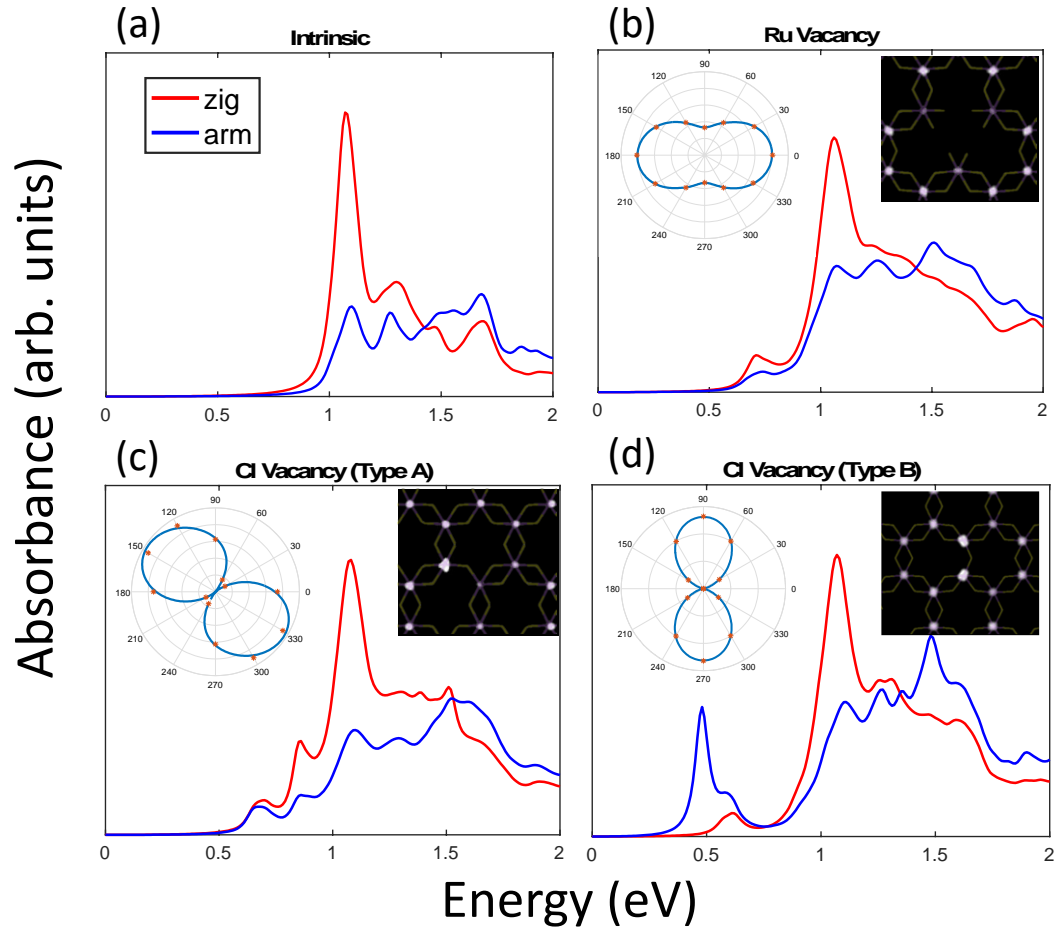 (a)
Intrinsic
zig
arm
0 0.5 1 1.5 2
(b)
Ru Vacancy
90
120 60
150 30
180 0
210 330
240 300
270
0 0.5 1 1.5 2
(c)
Cl Vacancy (Type A)
90
120 60
150 30
180 0
210 330
240 300
270
0 0.5 1 1.5 2
(d)
Cl Vacancy (Type B)
90
120 60
150 30
180 0
210 330
240 300
270
0 0.5 1 1.5 2
Absorbance (arb. units)
Energy (eV)